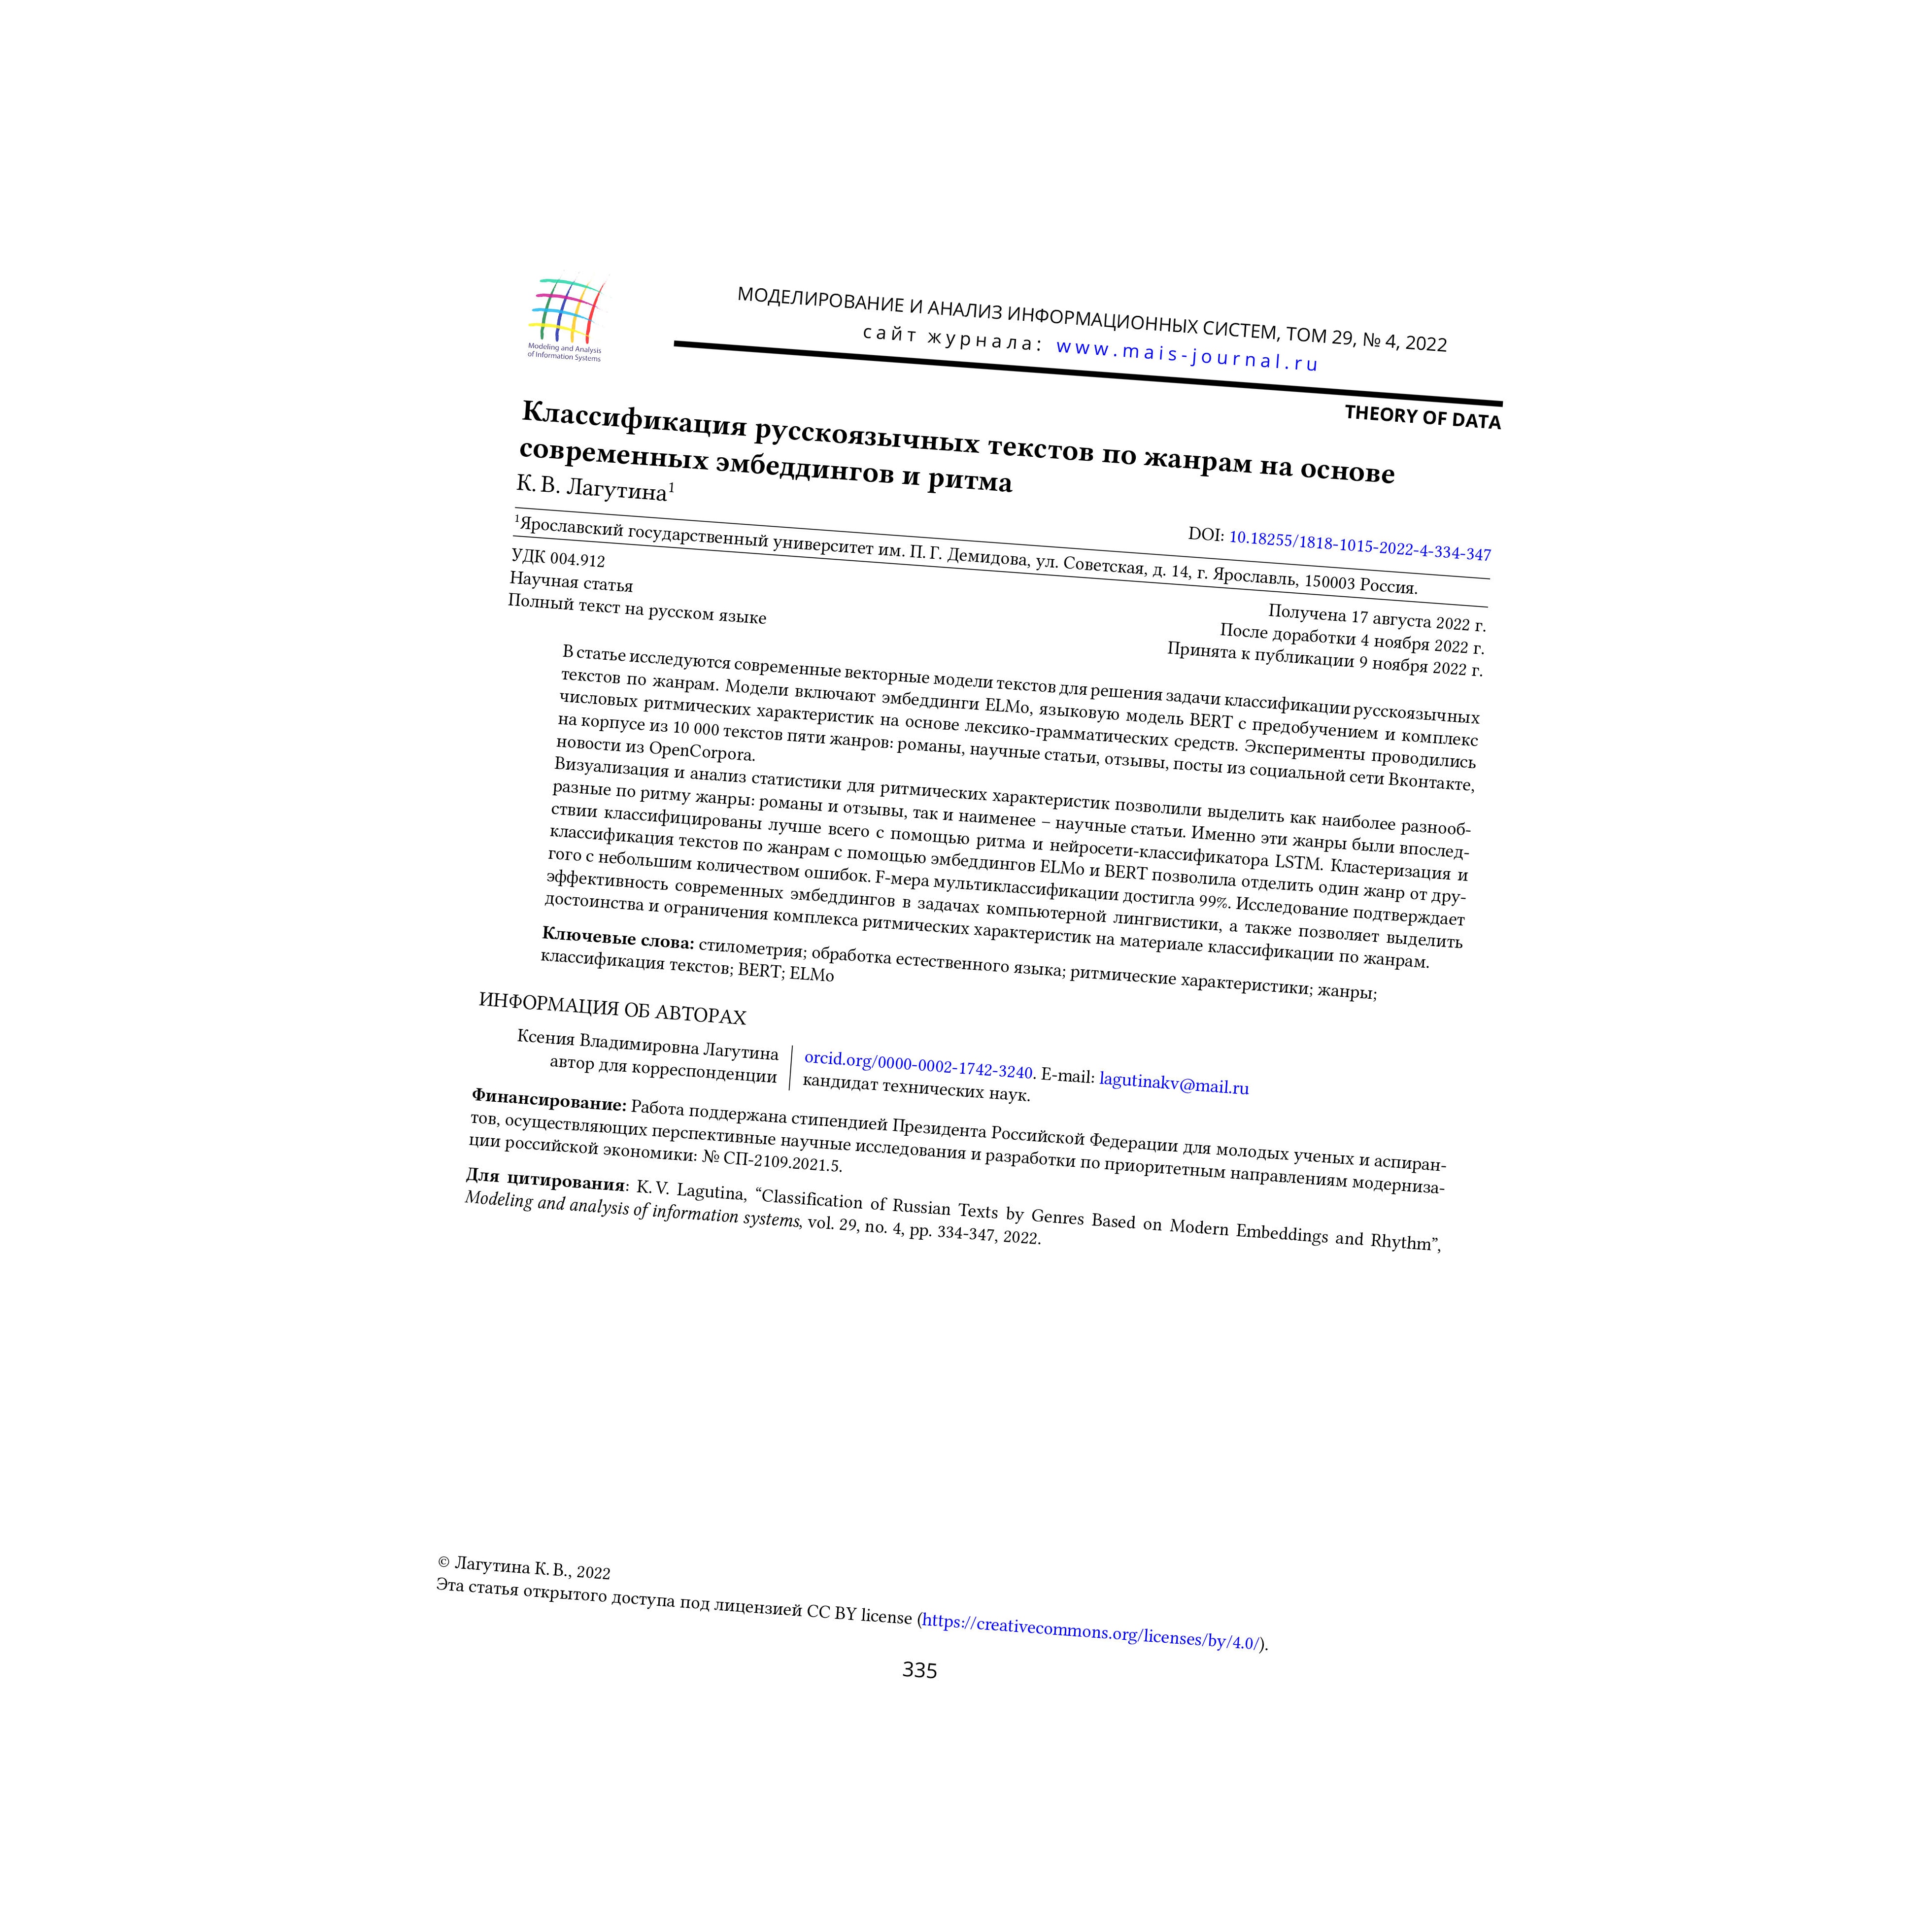 Modeling and Analysis
of Information Systems
МОДЕЛИРОВАНИЕ И АНАЛИЗ ИНФОРМАЦИОННЫХ СИСТЕМ, ТОМ 29, № 4, 2022
сайт журнала: www.mais-journal.ru
THEORY OF DATA
Классификация русскоязычных текстов по жанрам на основе
современных эмбеддингов и ритма
К. В. Лагутина¹
DOI: 10.18255/1818-1015-2022-4-334-347
¹Ярославский государственный университет им. П. Г. Демидова, ул. Советская, д. 14, г. Ярославль, 150003 Россия.
УДК 004.912
Научная статья
Полный текст на русском языке
Получена 17 августа 2022 г.
После доработки 4 ноября 2022 г.
Принята к публикации 9 ноября 2022 г.
В статье исследуются современные векторные модели текстов для решения задачи классификации русскоязычных
текстов по жанрам. Модели включают эмбеддинги ELMo, языковую модель BERT с предобучением и комплекс
числовых ритмических характеристик на основе лексико-грамматических средств. Эксперименты проводились
на корпусе из 10 000 текстов пяти жанров: романы, научные статьи, отзывы, посты из социальной сети Вконтакте,
новости из OpenCorpora.
Визуализация и анализ статистики для ритмических характеристик позволили выделить как наиболее разнооб-
разные по ритму жанры: романы и отзывы, так и наименее – научные статьи. Именно эти жанры были впослед-
ствии классифицированы лучше всего с помощью ритма и нейросети-классификатора LSTM. Кластеризация и
классификация текстов по жанрам с помощью эмбеддингов ELMo и BERT позволила отделить один жанр от дру-
гого с небольшим количеством ошибок. F-мера мультиклассификации достигла 99%. Исследование подтверждает
эффективность современных эмбеддингов в задачах компьютерной лингвистики, а также позволяет выделить
достоинства и ограничения комплекса ритмических характеристик на материале классификации по жанрам.
Ключевые слова: стилометрия; обработка естественного языка; ритмические характеристики; жанры;
классификация текстов; BERT; ELMo
ИНФОРМАЦИЯ ОБ АВТОРАХ
Ксения Владимировна Лагутина
автор для корреспонденции
orcid.org/0000-0002-1742-3240. E-mail: lagutinakv@mail.ru
кандидат технических наук.
Финансирование: Работа поддержана стипендией Президента Российской Федерации для молодых ученых и аспиран-
тов, осуществляющих перспективные научные исследования и разработки по приоритетным направлениям модерниза-
ции российской экономики: № СП-2109.2021.5.
Для цитирования: K. V. Lagutina, “Classification of Russian Texts by Genres Based on Modern Embeddings and Rhythm”,
Modeling and analysis of information systems, vol. 29, no. 4, pp. 334-347, 2022.
© Лагутина К. В., 2022
Эта статья открытого доступа под лицензией CC BY license (https://creativecommons.org/licenses/by/4.0/).
335